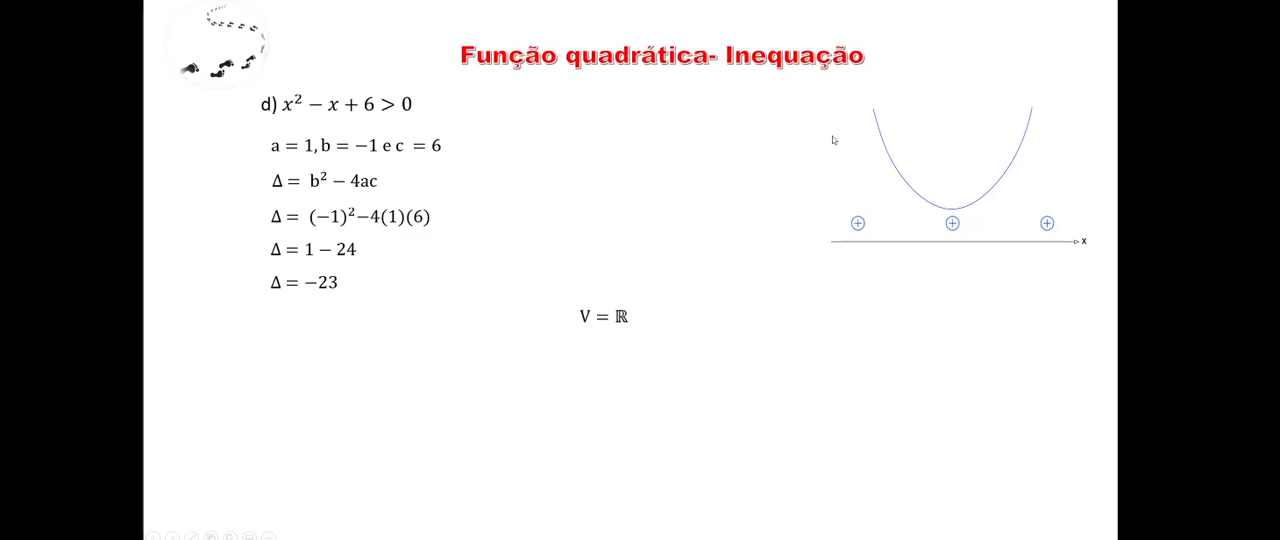 Função quadrática- Inequação
d) x² − x + 6 > 0
a = 1, b = −1 e c = 6
Δ = b² − 4ac
Δ = (−1)²−4(1)(6)
Δ = 1 − 24
Δ = −23
V = ℝ
+ + +
x